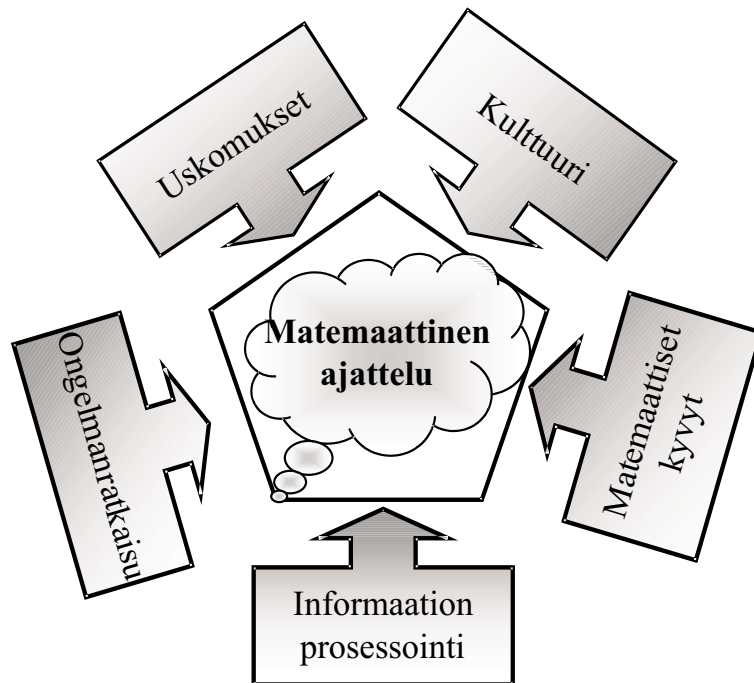 Uskomukset
Kulttuuri
Matemaattinen
ajattelu
Ongelmanratkaisu
Matemaattiset
kyvyt
Informaation
prosessointi